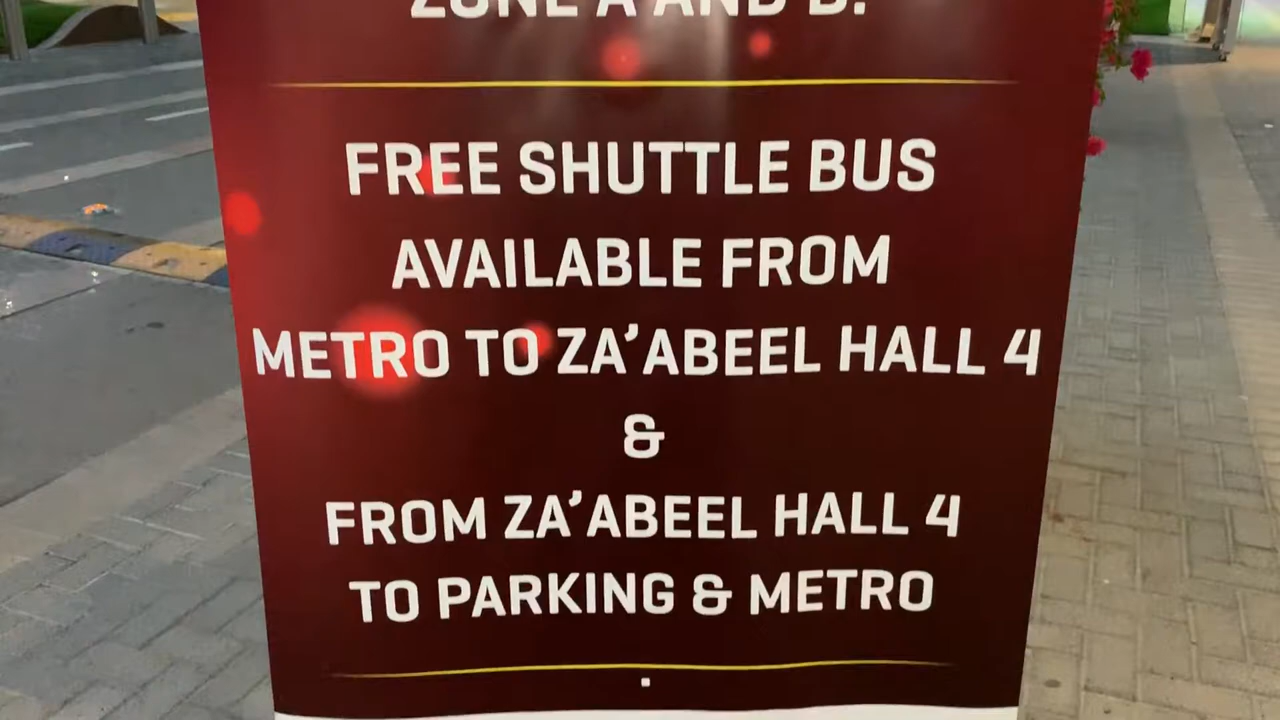 ZONE A AND B.
FREE SHUTTLE BUS
AVAILABLE FROM
METRO TO ZA’ABEEL HALL 4
&
FROM ZA’ABEEL HALL 4
TO PARKING & METRO
.